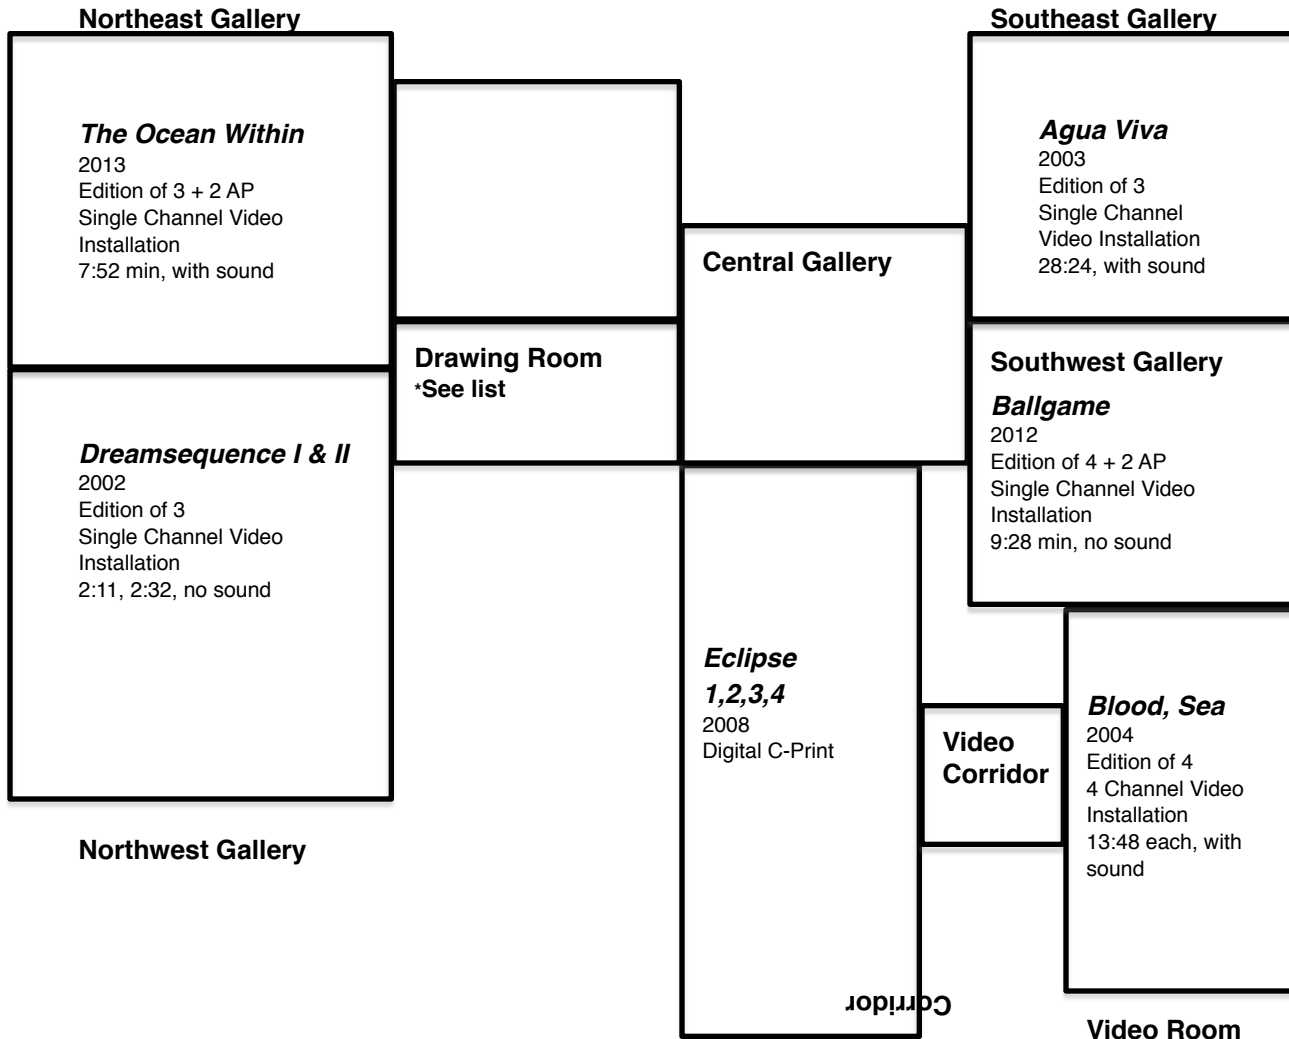 Northeast Gallery
The Ocean Within
2013
Edition of 3 + 2 AP
Single Channel Video
Installation
7:52 min, with sound
Dreamsequence I & II
2002
Edition of 3
Single Channel Video
Installation
2:11, 2:32, no sound
Northwest Gallery
Drawing Room
*See list
Central Gallery
Eclipse
1,2,3,4
2008
Digital C-Print
Corridor
Video
Corridor
Southeast Gallery
Agua Viva
2003
Edition of 3
Single Channel
Video Installation
28:24, with sound
Southwest Gallery
Ballgame
2012
Edition of 4 + 2 AP
Single Channel Video
Installation
9:28 min, no sound
Blood, Sea
2004
Edition of 4
4 Channel Video
Installation
13:48 each, with
sound
Video Room